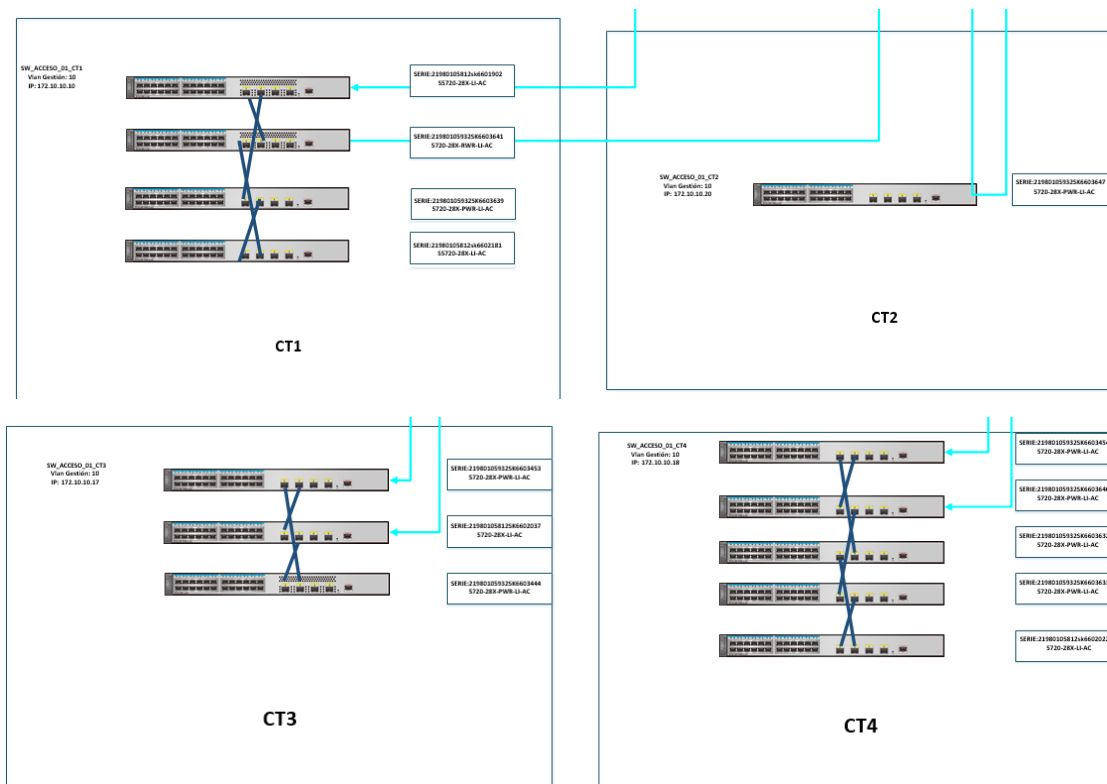 SW_ACCESO_01_CT1
Vlan Gestión: 10
IP: 172.10.10.10
SERIE:21980105812sk6601902
S5720-28X-LI-AC
SERIE:21980105932SK6603641
5720-28X-RWR-LI-AC
SERIE:21980105932SK6603639
5720-28X-PWR-LI-AC
SERIE:21980105812sk6602181
S5720-28X-LI-AC
CT1
SW_ACCESO_01_CT2
Vlan Gestión: 10
IP: 172.10.10.20
SERIE:21980105932SK6603647
5720-28X-PWR-LI-AC
CT2
SW_ACCESO_01_CT3
Vlan Gestión: 10
IP: 172.10.10.17
SERIE:21980105932SK6603453
5720-28X-PWR-LI-AC
SERIE:21980105812SK6602037
5720-28X-LI-AC
SERIE:21980105932SK6603444
5720-28X-PWR-LI-AC
CT3
SW_ACCESO_01_CT4
Vlan Gestión: 10
IP: 172.10.10.18
SERIE:21980105932SK6603454
5720-28X-PWR-LI-AC
5720-28X-PWR-LI-AC
5720-28X-PWR-LI-AC
5720-28X-PWR-LI-AC
5720-28X-LI-AC
CT4